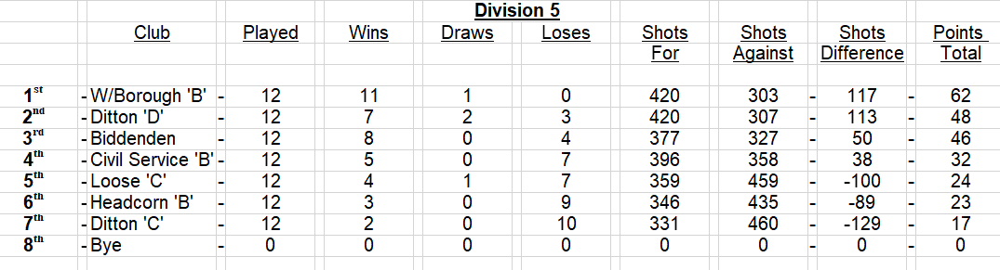 Division 5
Club Played Wins Draws Loses Shots Shots Shots Points
For Against Difference Total
1st - W/Borough 'B' - 12 11 1 0 420 303 - 117 - 62
2nd - Ditton 'D' - 12 7 2 3 420 307 - 113 - 48
3rd - Biddenden - 12 8 0 4 377 327 - 50 - 46
4th - Civil Service 'B' - 12 5 0 7 396 358 - 38 - 32
5th - Loose 'C' - 12 4 1 7 359 459 - -100 - 24
6th - Headcorn 'B' - 12 3 0 9 346 435 - -89 - 23
7th - Ditton 'C' - 12 2 0 10 331 460 - -129 - 17
8th - Bye - 0 0 0 0 0 0 - 0 - 0